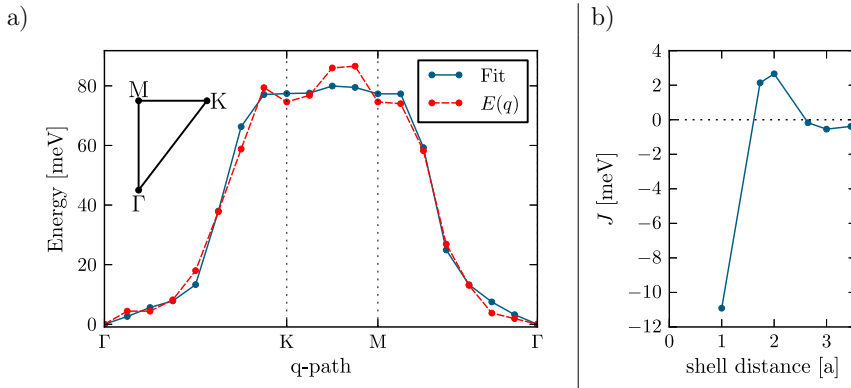 a)
80
60
40
20
0
Energy [meV]
M
K
Γ
Fit
E(q)
Γ
K
M
Γ
q-path
b)
4
2
0
−2
−4
−6
−8
−10
−12
J [meV]
0
1
2
3
shell distance [a]